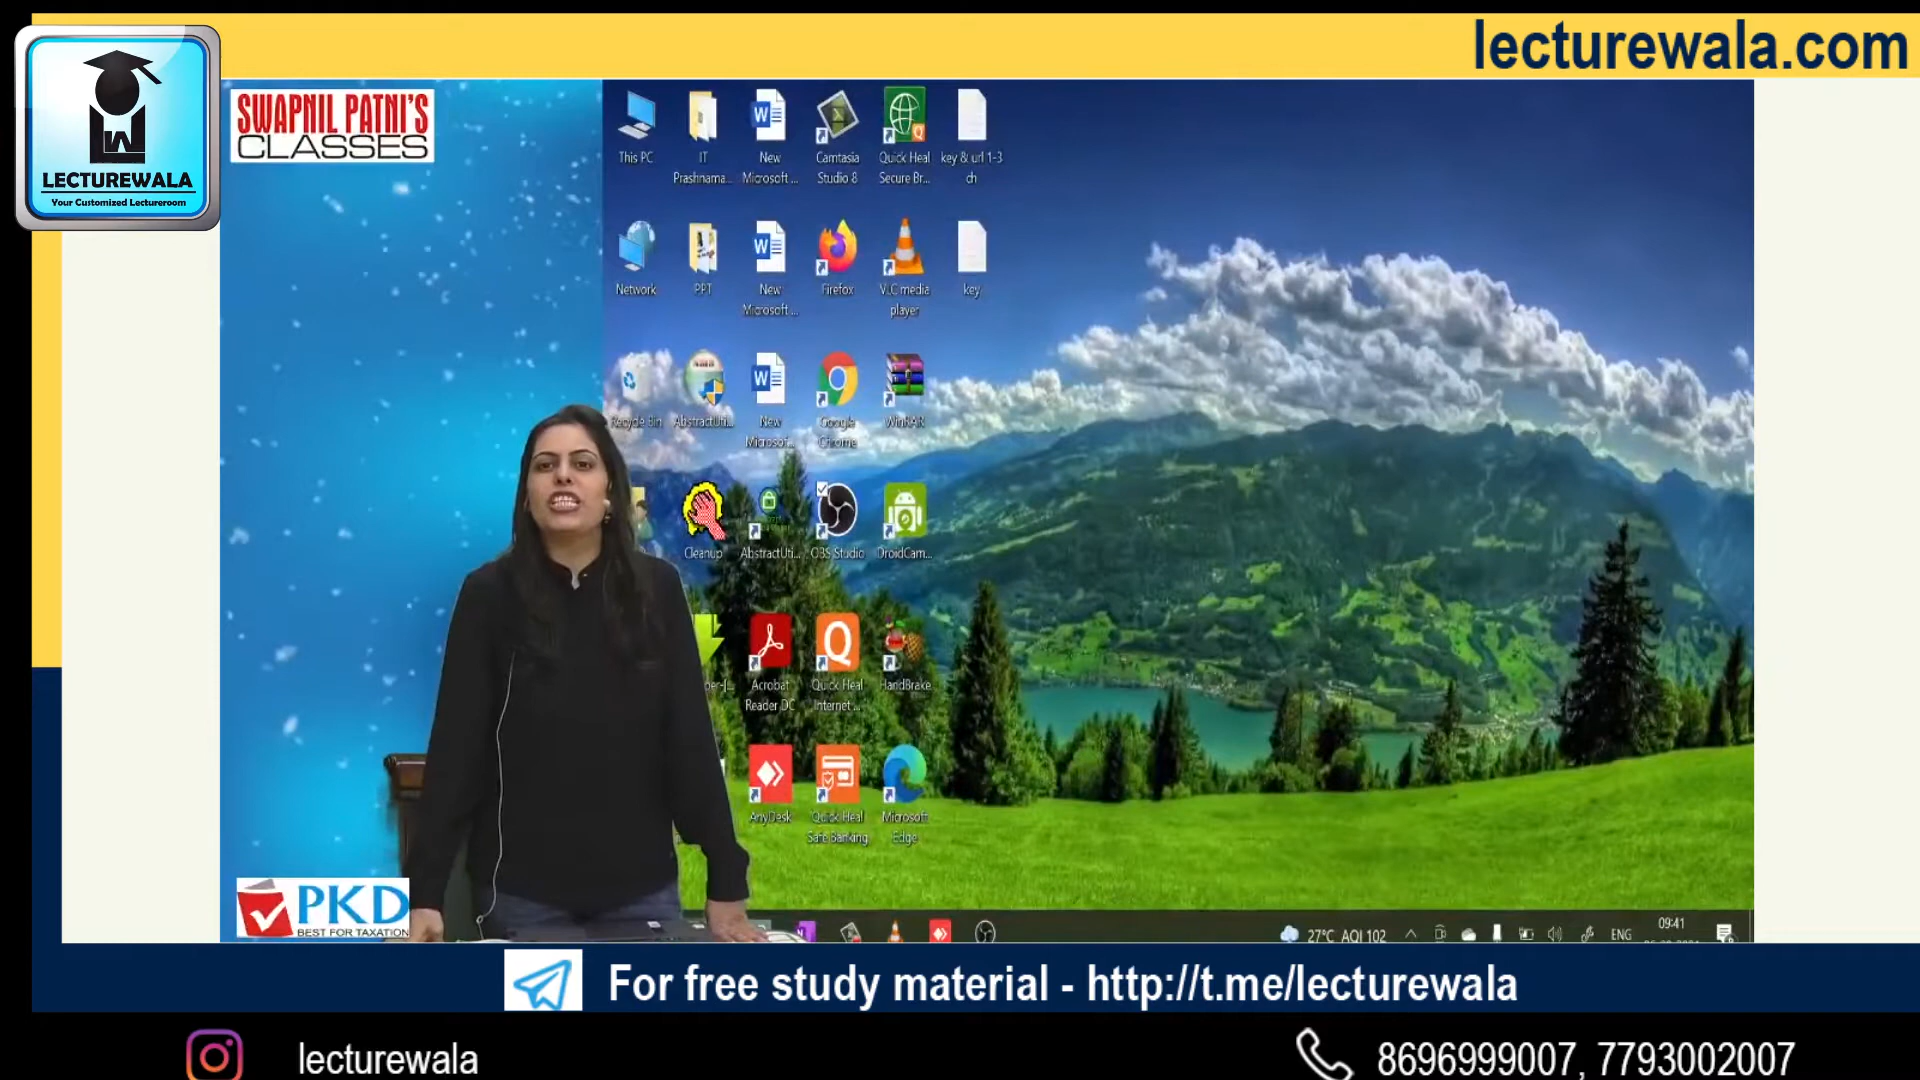 lecturewala.com
LW
LECTUREWALA
Your Customized Lectureroom
SWAPNIL PATNI'S
CLASSES
This PC
IT
Prashnama...
New
Microsoft ...
Camtasia
Studio 8
Quick Heal
Secure Br...
key & url 1-3
ch
Network
PPT
New
Microsoft ...
Firefox
VLC media
player
key
Recycle Bin
AbstractUti...
New
Microsof...
Google
Chrome
WinRAR
Cleanup
AbstractUti...
OBS Studio
DroidCam...
Acrobat
Reader DC
Quick Heal
Internet ...
HandBrake
AnyDesk
Quick Heal
Safe Banking
Microsoft
Edge
PKD
BEST FOR TAXATION
27°C AQI 102
ENG
09:41
For free study material - http://t.me/lecturewala
lecturewala
8696999007, 7793002007